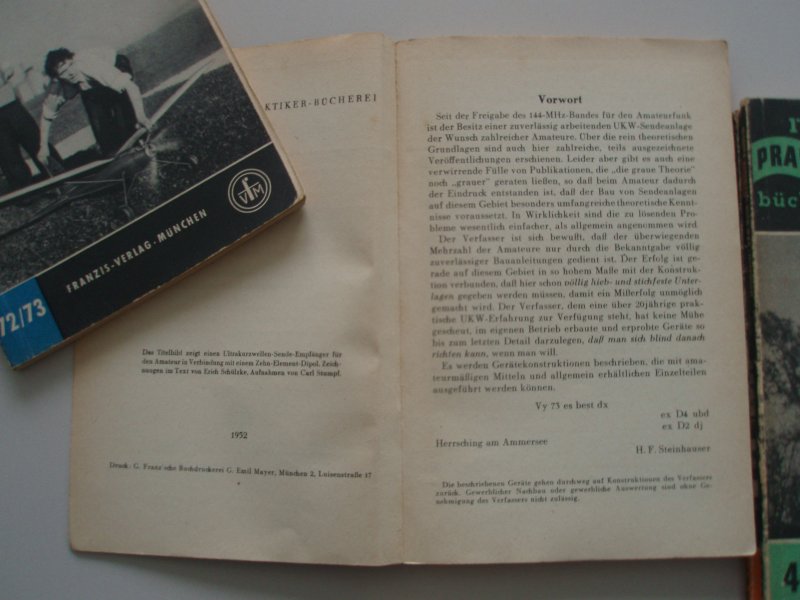 FRANZIS-VERLAG · MÜNCHEN
72/73
KTIKER-BÜCHEREI
Das Titelbild zeigt einen Ultrakurzwellen-Sende-Empfänger für
den Amateur in Verbindung mit einem Zehn-Element-Dipol. Zeich-
nungen im Text von Erich Schülzke, Aufnahmen von Carl Stumpf.
1952
Druck: G. Franz'sche Buchdruckerei G. Emil Mayer, München 2, Luisenstraße 17
Vorwort
Seit der Freigabe des 144-MHz-Bandes für den Amateurfunk
ist der Besitz einer zuverlässig arbeitenden UKW-Sendeanlage
der Wunsch zahlreicher Amateure. Über die rein theoretischen
Grundlagen sind auch hier zahlreiche, teils ausgezeichnete
Veröffentlichungen erschienen. Leider aber gibt es auch eine
verwirrende Fülle von Publikationen, die „die graue Theorie"
noch „grauer" geraten ließen, so daß beim Amateur dadurch
der Eindruck entstanden ist, daß der Bau von Sendeanlagen
auf diesem Gebiet besonders umfangreiche theoretische Kennt-
nisse voraussetzt. In Wirklichkeit sind die zu lösenden Pro-
bleme wesentlich einfacher, als allgemein angenommen wird
Der Verfasser ist sich bewußt, daß der überwiegenden
Mehrzahl der Amateure nur durch die Bekanntgabe völlig
zuverlässiger Bauanleitungen gedient ist. Der Erfolg ist ge-
rade auf diesem Gebiet in so hohem Maße mit der Konstruk-
tion verbunden, daß hier schon völlig hieb- und stichfeste Unter-
lagen gegeben werden müssen, damit ein Mißerfolg unmöglich
gemacht wird. Der Verfasser, dem eine über 20jährige prak-
tische UKW-Erfahrung zur Verfügung steht, hat keine Mühe
gescheut, im eigenen Betrieb erbaute und erprobte Geräte so
bis zum letzten Detail darzulegen, daß man sich blind danach
richten kann, wenn man will.
Es werden Gerätekonstruktionen beschrieben, die mit ama-
teurmäßigen Mitteln und allgemein erhältlichen Einzelteilen
ausgeführt werden können.
Vy 73 es best dx
ex D4 ubd
ex D2 dj
Herrsching am Ammersee
H. F. Steinhauser
Die beschriebenen Geräte gehen durchweg auf Konstruktionen des Verfassers
zurück. Gewerblicher Nachbau oder gewerbliche Auswertung sind ohne Ge-
nehmigung des Verfassers nicht zulässig.
PRA
büc
4